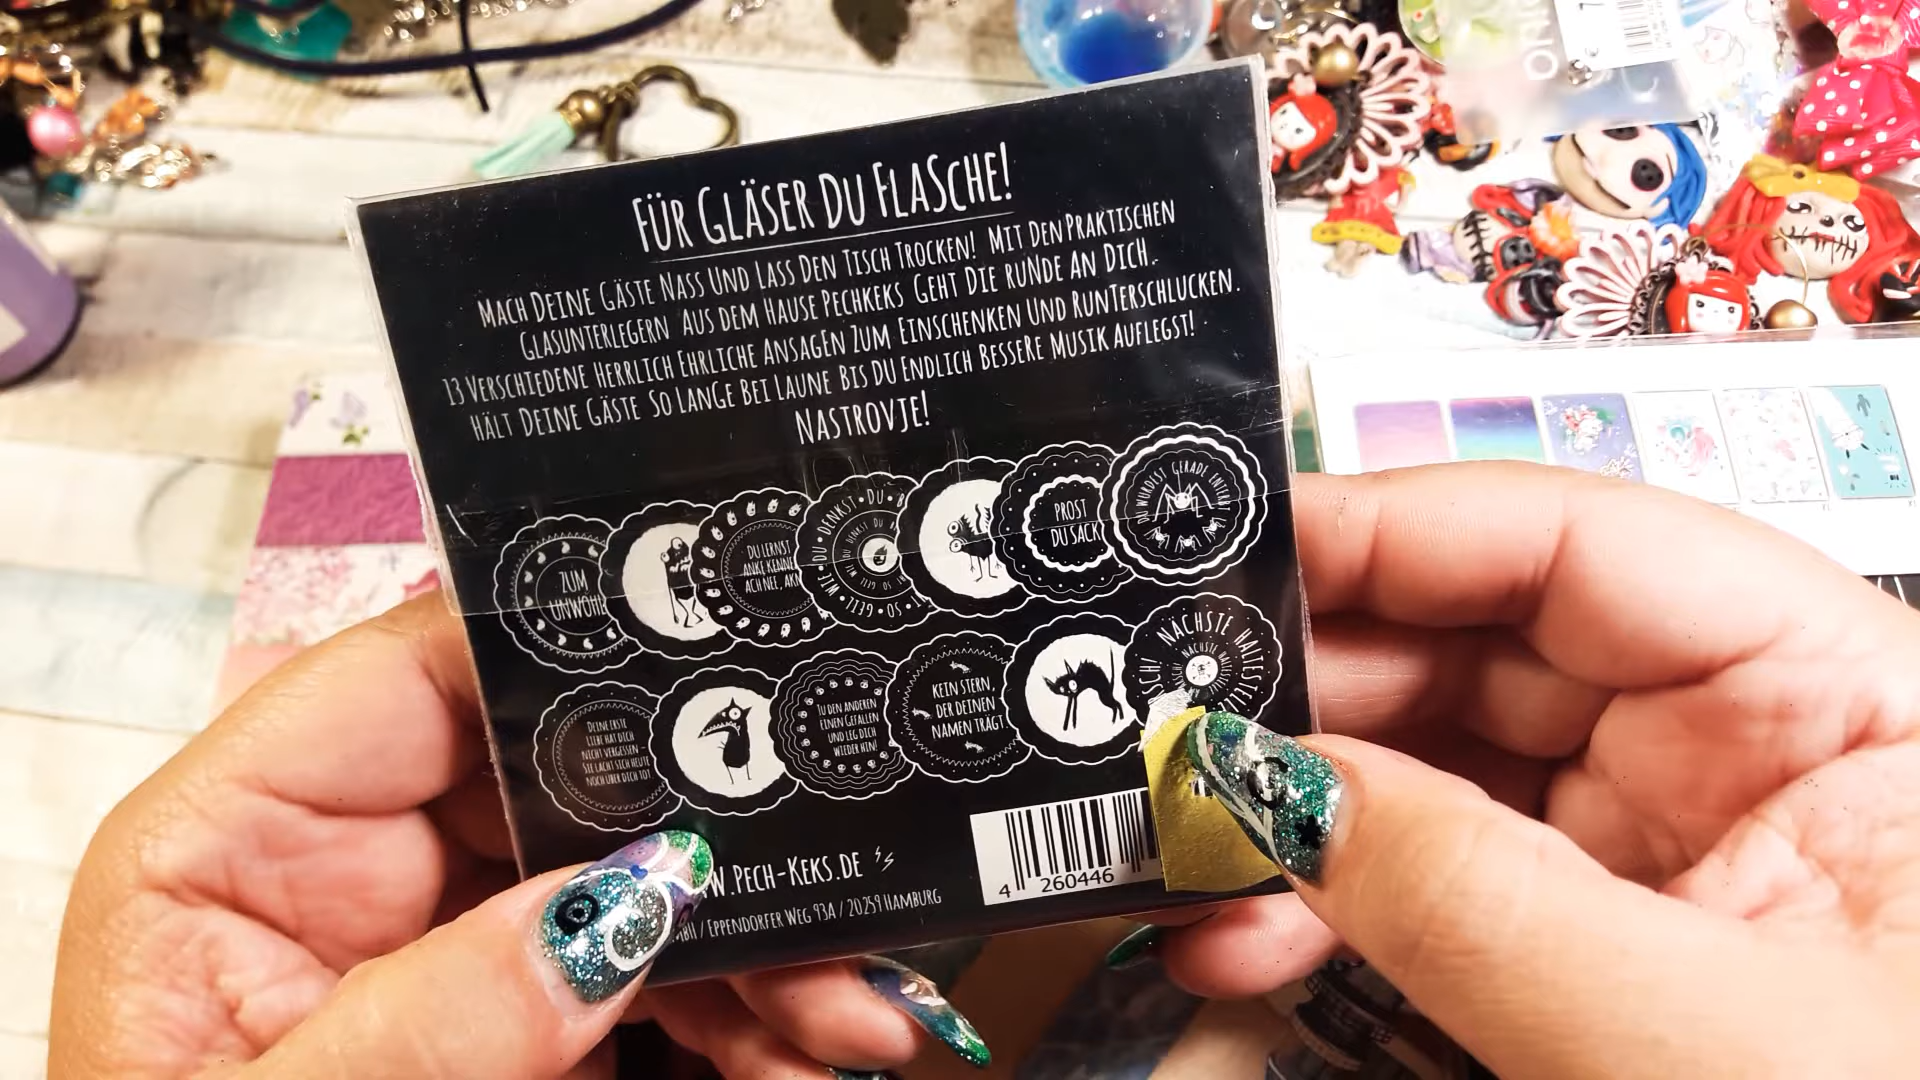 FÜR GLÄSER DU FLASCHE!
MACH DEINE GÄSTE NASS UND LASS DEN TISCH TROCKEN! MIT DEN PRAKTISCHEN
GLASUNTERLEGERN AUS DEM HAUSE PECHKEKS GEHT DIE RUNDE AN DICH.
13 VERSCHIEDENE HERRLICH EHRLICHE ANSAGEN ZUM EINSCHENKEN UND RUNTERSCHLUCKEN.
HÄLT DEINE GÄSTE SO LANGE BEI LAUNE BIS DU ENDLICH BESSERE MUSIK AUFLEGST!
NASTROVJE!
ZUM
UNWOHL
DU LERNST
ANKE KENNE
ACH NEE,
DU DENKST DU
PROST
DU SACK
DU WURDEST GERADE ENTERT
DEINE ERSTE
LIEBE HAT DICH
NICHT VERGESSEN -
SIE LACHT SICH HEUTE
NOCH ÜBER DICH TOT
TU DEN ANDEREN
EINEN GEFALLEN
UND LEG DICH
WIEDER HIN!
KEIN STERN,
DER DEINEN
NAMEN TRÄGT
NÄCHSTE HALTESTELLE
W.PECH-KEKS.DE
/ EPPENDORFER WEG 93A / 20259 HAMBURG
4 260446